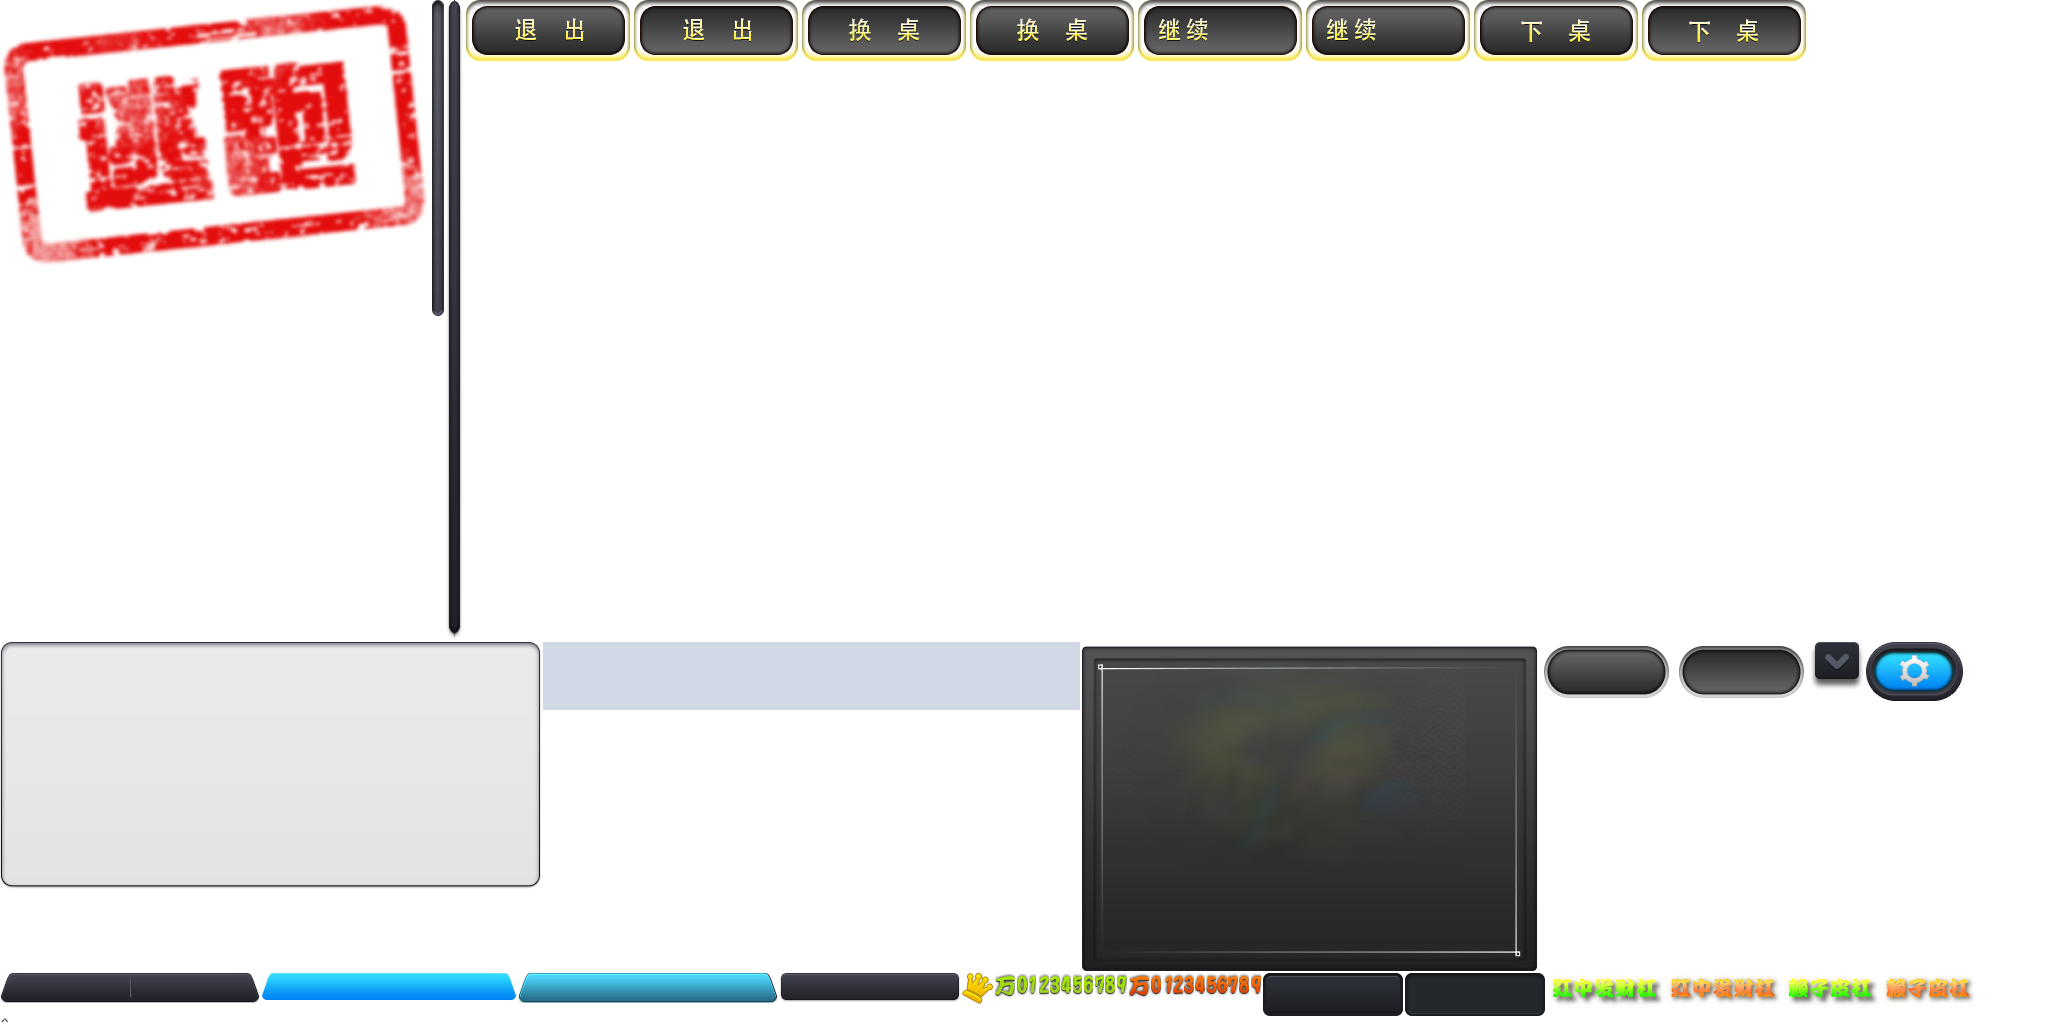 逃跑
退 出
退 出
换 桌
换 桌
继续
继续
下 桌
下 桌
万0123456789
万0123456789
红中发财杠
红中发财杠
赖子皮杠
赖子皮杠